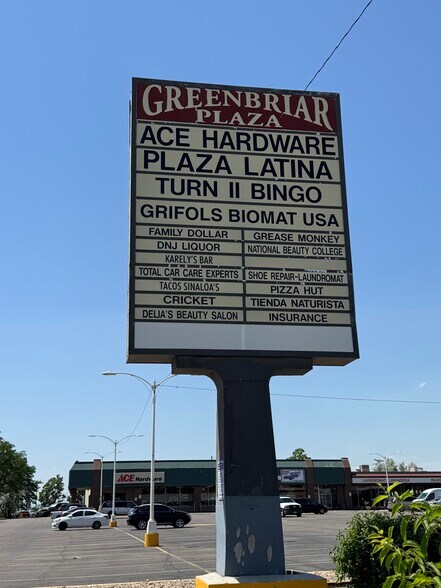 GREENBRIAR
PLAZA
ACE HARDWARE
PLAZA LATINA
TURN II BINGO
GRIFOLS BIOMAT USA
FAMILY DOLLAR GREASE MONKEY
DNJ LIQUOR NATIONAL BEAUTY COLLEGE
KARELY'S BAR
TOTAL CAR CARE EXPERTS SHOE REPAIR-LAUNDROMAT
TACOS SINALOA'S PIZZA HUT
CRICKET TIENDA NATURISTA
DELIA'S BEAUTY SALON INSURANCE
ACE Hardware